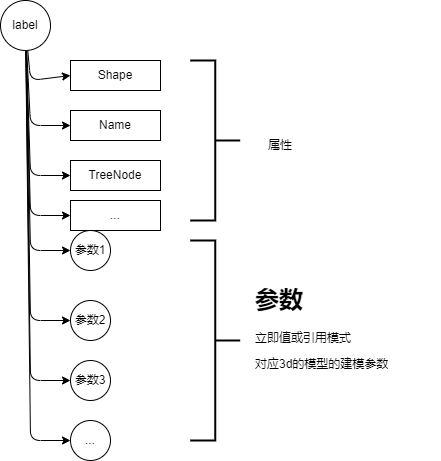 label
Shape
Name
TreeNode
...
属性
参数1
参数2
参数3
...
参数
立即值或引用模式
对应3d的模型的建模参数